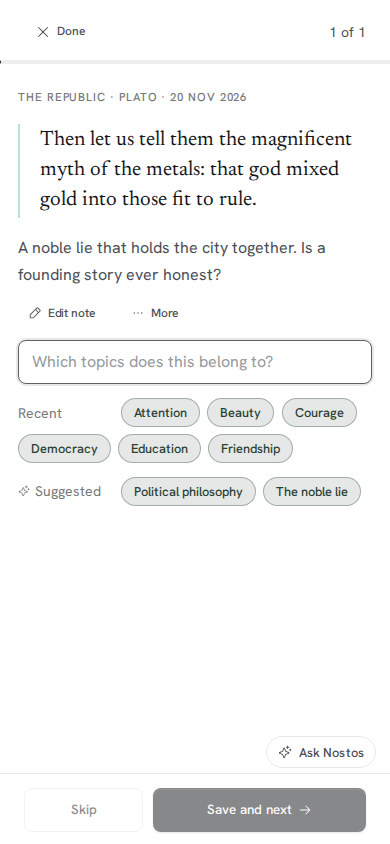 Done
1 of 1
THE REPUBLIC · PLATO · 20 NOV 2026
Then let us tell them the magnificent
myth of the metals: that god mixed
gold into those fit to rule.
A noble lie that holds the city together. Is a
founding story ever honest?
Edit note
More
Which topics does this belong to?
Recent Attention Beauty Courage
Democracy Education Friendship
Suggested Political philosophy The noble lie
Ask Nostos
Skip
Save and next →